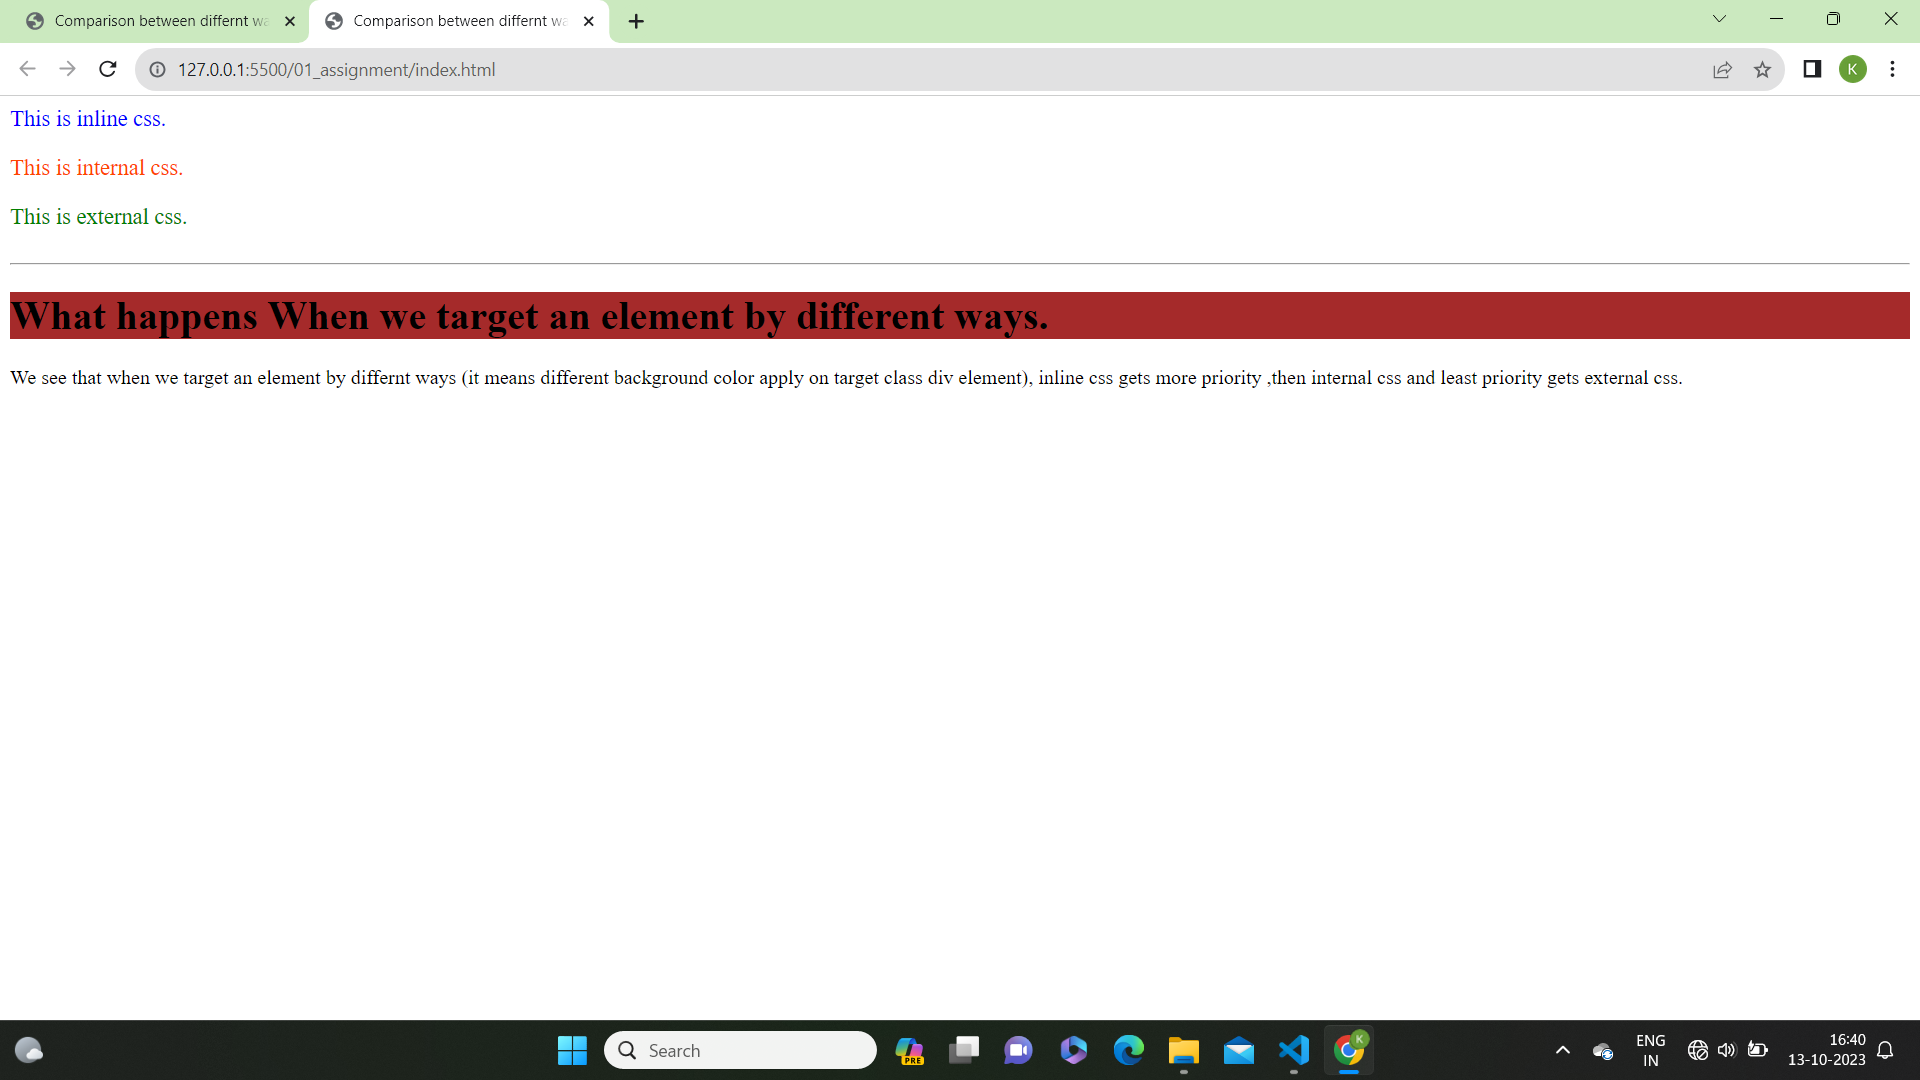 Comparison between differnt wa
Comparison between differnt wa
127.0.0.1:5500/01_assignment/index.html
K
This is inline css.
This is internal css.
This is external css.
What happens When we target an element by different ways.
We see that when we target an element by differnt ways (it means different background color apply on target class div element), inline css gets more priority ,then internal css and least priority gets external css.
Search
PRE
K
ENG
IN
16:40
13-10-2023